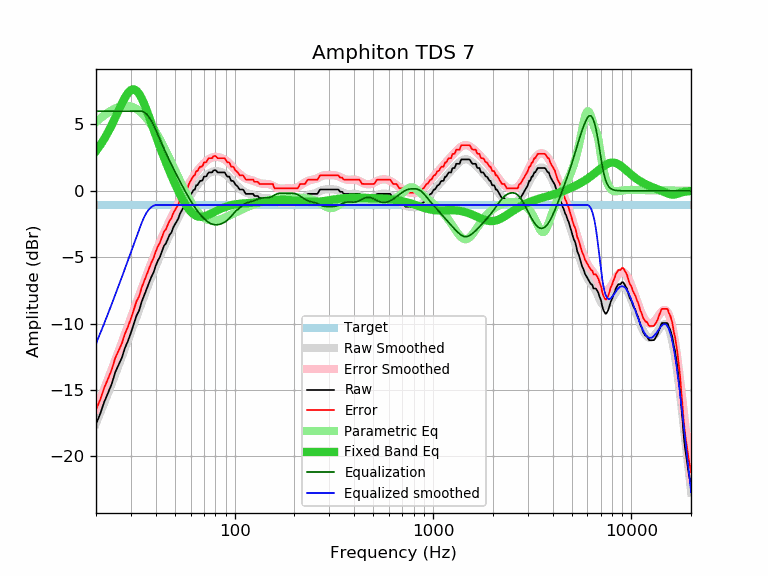 Amphiton TDS 7
Amplitude (dBr)
5
0
−5
−10
−15
−20
Target
Raw Smoothed
Error Smoothed
Raw
Error
Parametric Eq
Fixed Band Eq
Equalization
Equalized smoothed
100
1000
10000
Frequency (Hz)